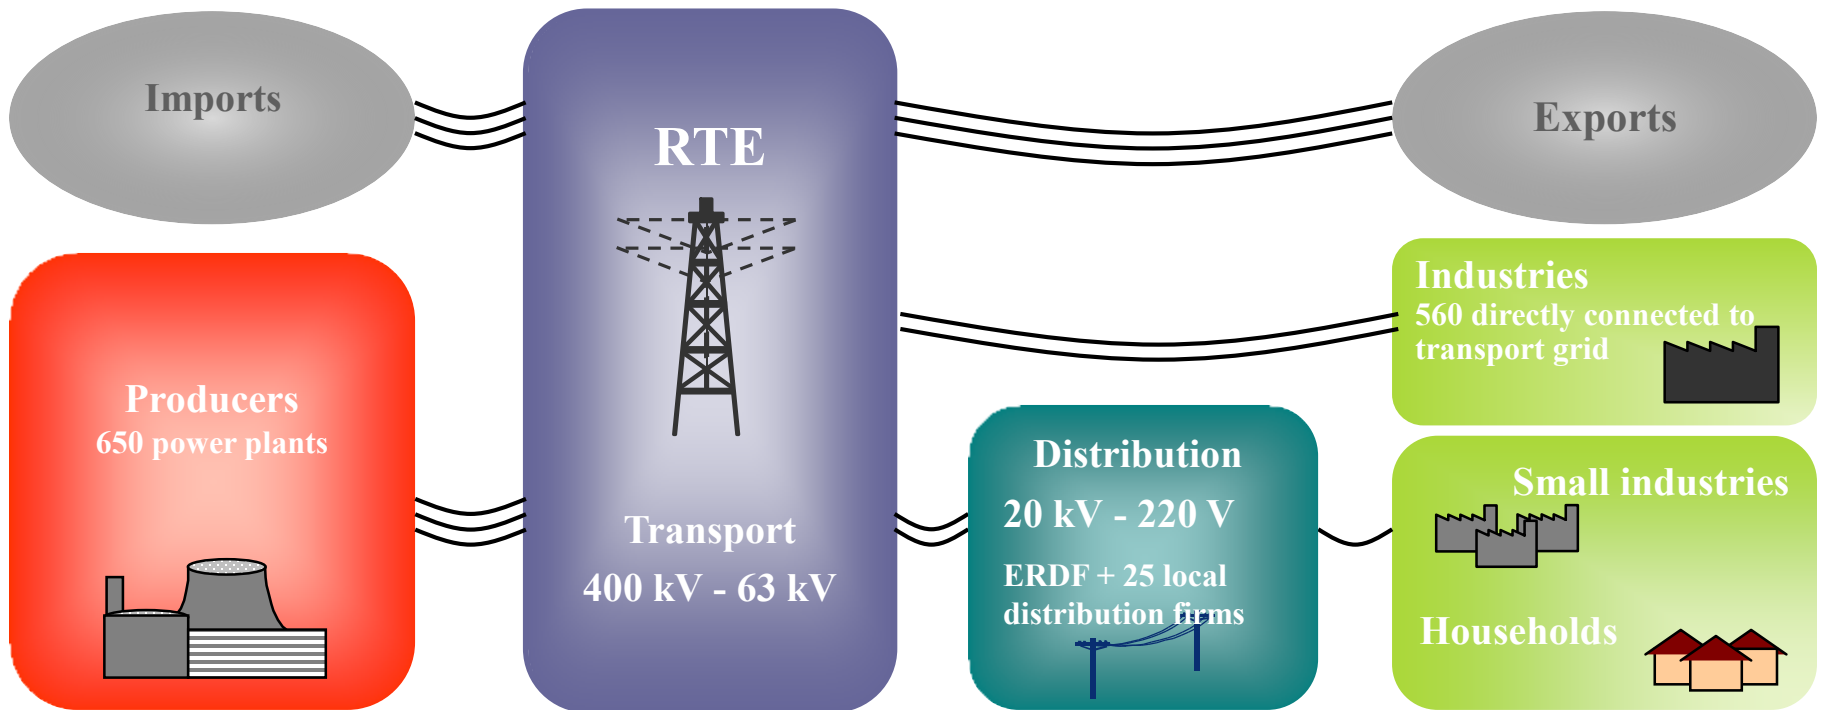 Imports
Producers
650 power plants
RTE
Transport
400 kV - 63 kV
Distribution
20 kV - 220 V
ERDF + 25 local
distribution firms
Exports
Industries
560 directly connected to
transport grid
Small industries
Households